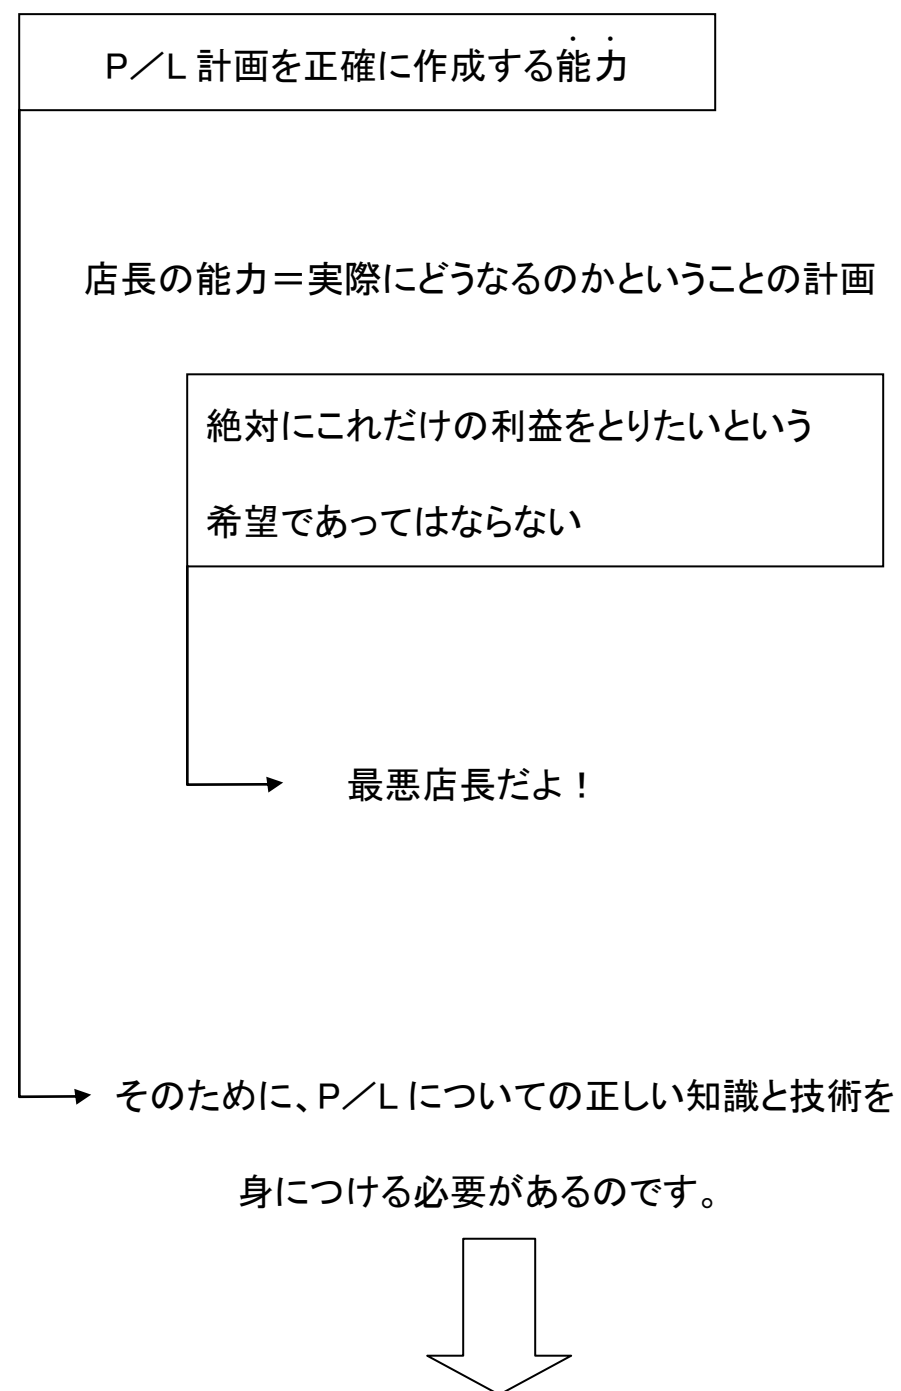 P／L 計画を正確に作成する能力
店長の能力＝実際にどうなるのかということの計画
絶対にこれだけの利益をとりたいという
希望であってはならない
最悪店長だよ！
そのために、P／L についての正しい知識と技術を
身につける必要があるのです。